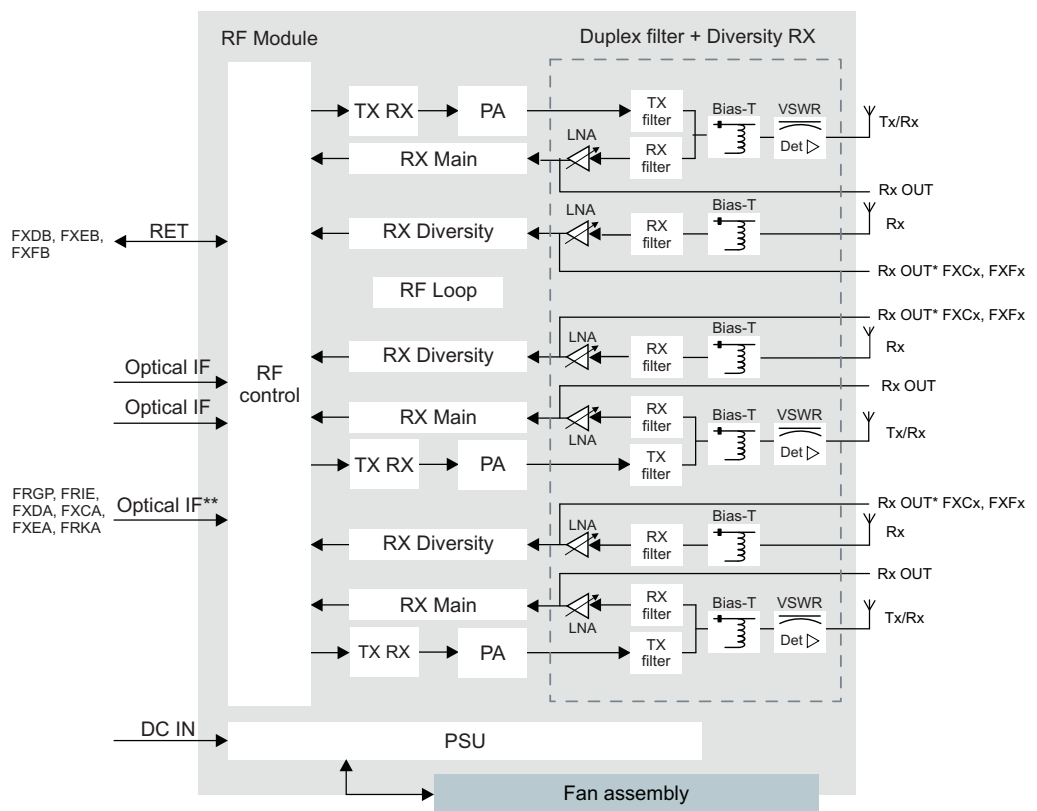 RF Module
Duplex filter + Diversity RX
TX RX
PA
TX
filter
Bias-T
VSWR
Det
Tx/Rx
LNA
RX Main
RX
filter
Rx OUT
FXDB, FXEB,
FXFB
RET
RX Diversity
LNA
RX
filter
Bias-T
Rx
Rx OUT* FXCx, FXFx
RF Loop
Rx OUT* FXCx, FXFx
RX Diversity
LNA
RX
filter
Bias-T
Rx
Optical IF
Optical IF
RF
control
Rx OUT
RX Main
LNA
RX
filter
Bias-T
VSWR
Det
Tx/Rx
TX RX
PA
TX
filter
FRGP, FRIE,
FXDA, FXCA,
FXEA, FRKA
Optical IF**
Rx OUT* FXCx, FXFx
RX Diversity
LNA
RX
filter
Bias-T
Rx
Rx OUT
RX Main
LNA
RX
filter
Bias-T
VSWR
Det
Tx/Rx
TX RX
PA
TX
filter
DC IN
PSU
Fan assembly